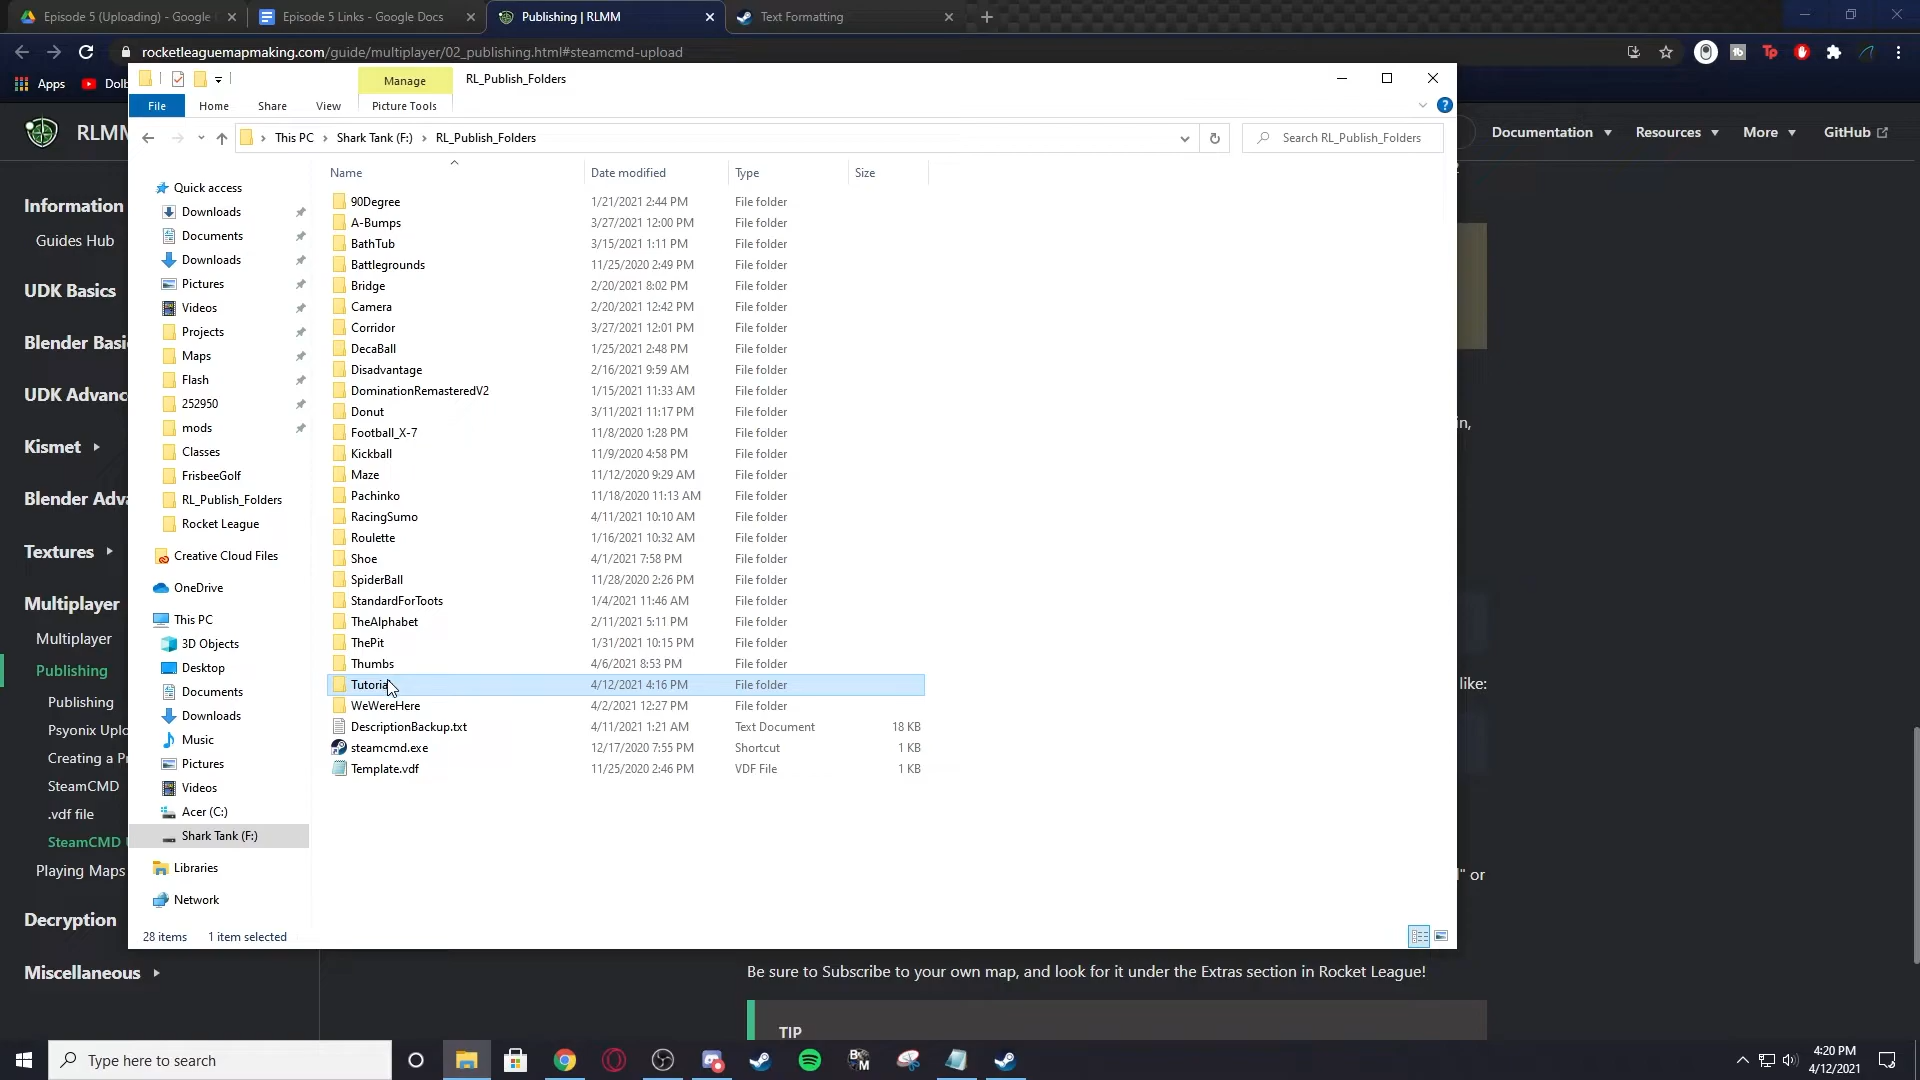 Episode 5 (Uploading) - Google
Episode 5 Links - Google Docs
Publishing | RLMM
Text Formatting
rocketleaguemapmaking.com/guide/multiplayer/02_publishing.html#steamcmd-upload
Apps
Manage
RL_Publish_Folders
File
Home
Share
View
Picture Tools
This PC
Shark Tank (F:)
RL_Publish_Folders
Search RL_Publish_Folders
Documentation
Resources
More
GitHub
Information
Guides Hub
UDK Basics
Kismet
Textures
Multiplayer
Multiplayer
Publishing
Publishing
Psyonix
Creating a
SteamCMD
.vdf file
SteamCMD
Playing Maps
Decryption
Miscellaneous
Quick access
Downloads
Documents
Downloads
Pictures
Videos
Projects
Maps
Flash
252950
mods
Classes
FrisbeeGolf
RL_Publish_Folders
Rocket League
Creative Cloud Files
OneDrive
This PC
3D Objects
Desktop
Documents
Downloads
Music
Pictures
Videos
Acer (C:)
Shark Tank (F:)
Libraries
Network
Name Date modified Type Size
90Degree 1/21/2021 2:44 PM File folder
A-Bumps 3/27/2021 12:00 PM File folder
BathTub 3/15/2021 1:11 PM File folder
Battlegrounds 11/25/2020 2:49 PM File folder
Bridge 2/20/2021 8:02 PM File folder
Camera 2/20/2021 12:42 PM File folder
Corridor 3/27/2021 12:01 PM File folder
DecaBall 1/25/2021 2:48 PM File folder
Disadvantage 2/16/2021 9:59 AM File folder
DominationRemasteredV2 1/15/2021 11:33 AM File folder
Donut 3/11/2021 11:17 PM File folder
Football_X-7 11/8/2020 1:28 PM File folder
Kickball 11/9/2020 4:58 PM File folder
Maze 11/12/2020 9:29 AM File folder
Pachinko 11/18/2020 11:13 AM File folder
RacingSumo 4/11/2021 10:10 AM File folder
Roulette 1/16/2021 10:32 AM File folder
Shoe 4/1/2021 7:58 PM File folder
SpiderBall 11/28/2020 2:26 PM File folder
StandardForToots 1/4/2021 11:46 AM File folder
TheAlphabet 2/11/2021 5:11 PM File folder
ThePit 1/31/2021 10:15 PM File folder
Thumbs 4/6/2021 8:53 PM File folder
Tutorial 4/12/2021 4:16 PM File folder
WeWereHere 4/2/2021 12:27 PM File folder
DescriptionBackup.txt 4/11/2021 1:21 AM Text Document 18 KB
steamcmd.exe 12/17/2020 7:55 PM Shortcut 1 KB
Template.vdf 11/25/2020 2:46 PM VDF File 1 KB
28 items 1 item selected
like:
" or
Be sure to Subscribe to your own map, and look for it under the Extras section in Rocket League!
TIP
Type here to search
4:20 PM
4/12/2021